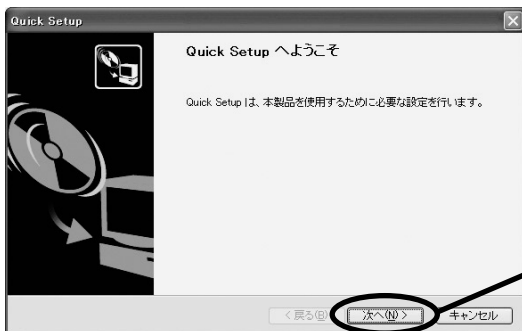 Quick Setup
Quick Setup へようこそ
Quick Setup は、本製品を使用するために必要な設定を行います。
< 戻る(B)
次へ(N) >
キャンセル